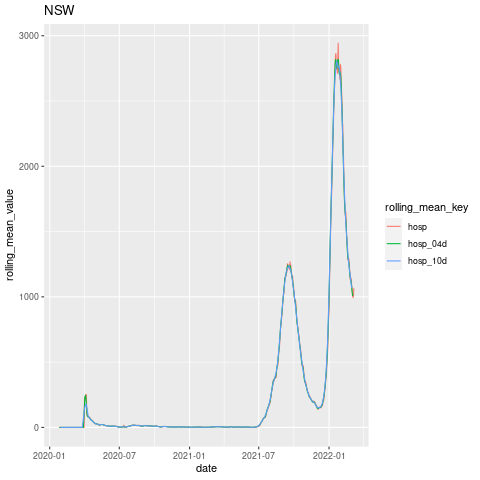 NSW
3000
2000
1000
0
rolling_mean_value
2020-01 2020-07 2021-01 2021-07 2022-01
date
rolling_mean_key
hosp
hosp_04d
hosp_10d